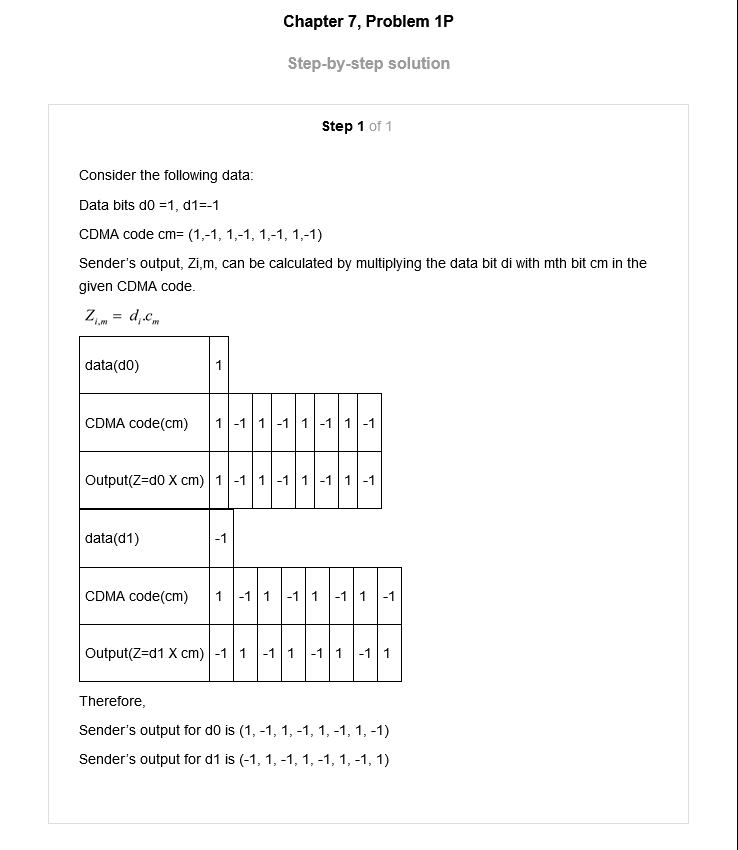 Chapter 7, Problem 1P
Step-by-step solution
Step 1 of 1
Consider the following data:
Data bits d0 =1, d1=-1
CDMA code cm= (1,-1, 1,-1, 1,-1, 1,-1)
Sender's output, Zi,m, can be calculated by multiplying the data bit di with mth bit cm in the
given CDMA code.
Z_{i,m} = d_i.c_m
data(d0) 1
CDMA code(cm) 1 -1 1 -1 1 -1 1 -1
Output(Z=d0 X cm) 1 -1 1 -1 1 -1 1 -1
data(d1) -1
CDMA code(cm) 1 -1 1 -1 1 -1 1 -1
Output(Z=d1 X cm) -1 1 -1 1 -1 1 -1 1
Therefore,
Sender's output for d0 is (1, -1, 1, -1, 1, -1, 1, -1)
Sender's output for d1 is (-1, 1, -1, 1, -1, 1, -1, 1)